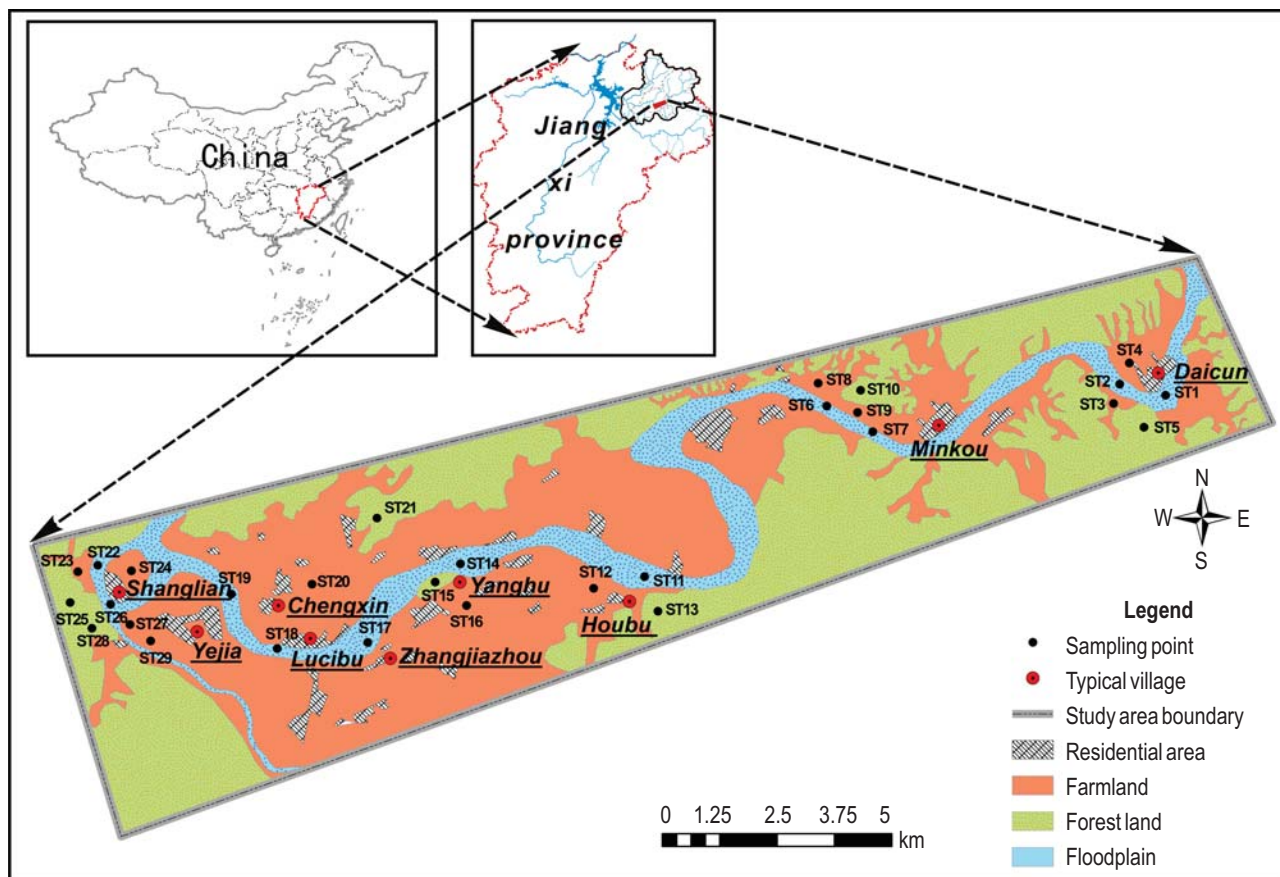 China
Jiang
xi
province
ST4
Daicun
ST2
ST1
ST3
ST5
ST8
ST10
ST6
ST9
ST7
Minkou
N
W
E
S
ST21
ST23
ST22
ST24
Shanglian
ST19
ST20
Chengxin
ST14
ST15
Yanghu
ST16
ST12
ST11
Houbu
ST13
ST25
ST26
ST27
ST28
ST29
Yejia
ST18
Lucibu
ST17
Zhangjiazhou
Legend
Sampling point
Typical village
Study area boundary
Residential area
Farmland
Forest land
Floodplain
0 1.25 2.5 3.75 5
km